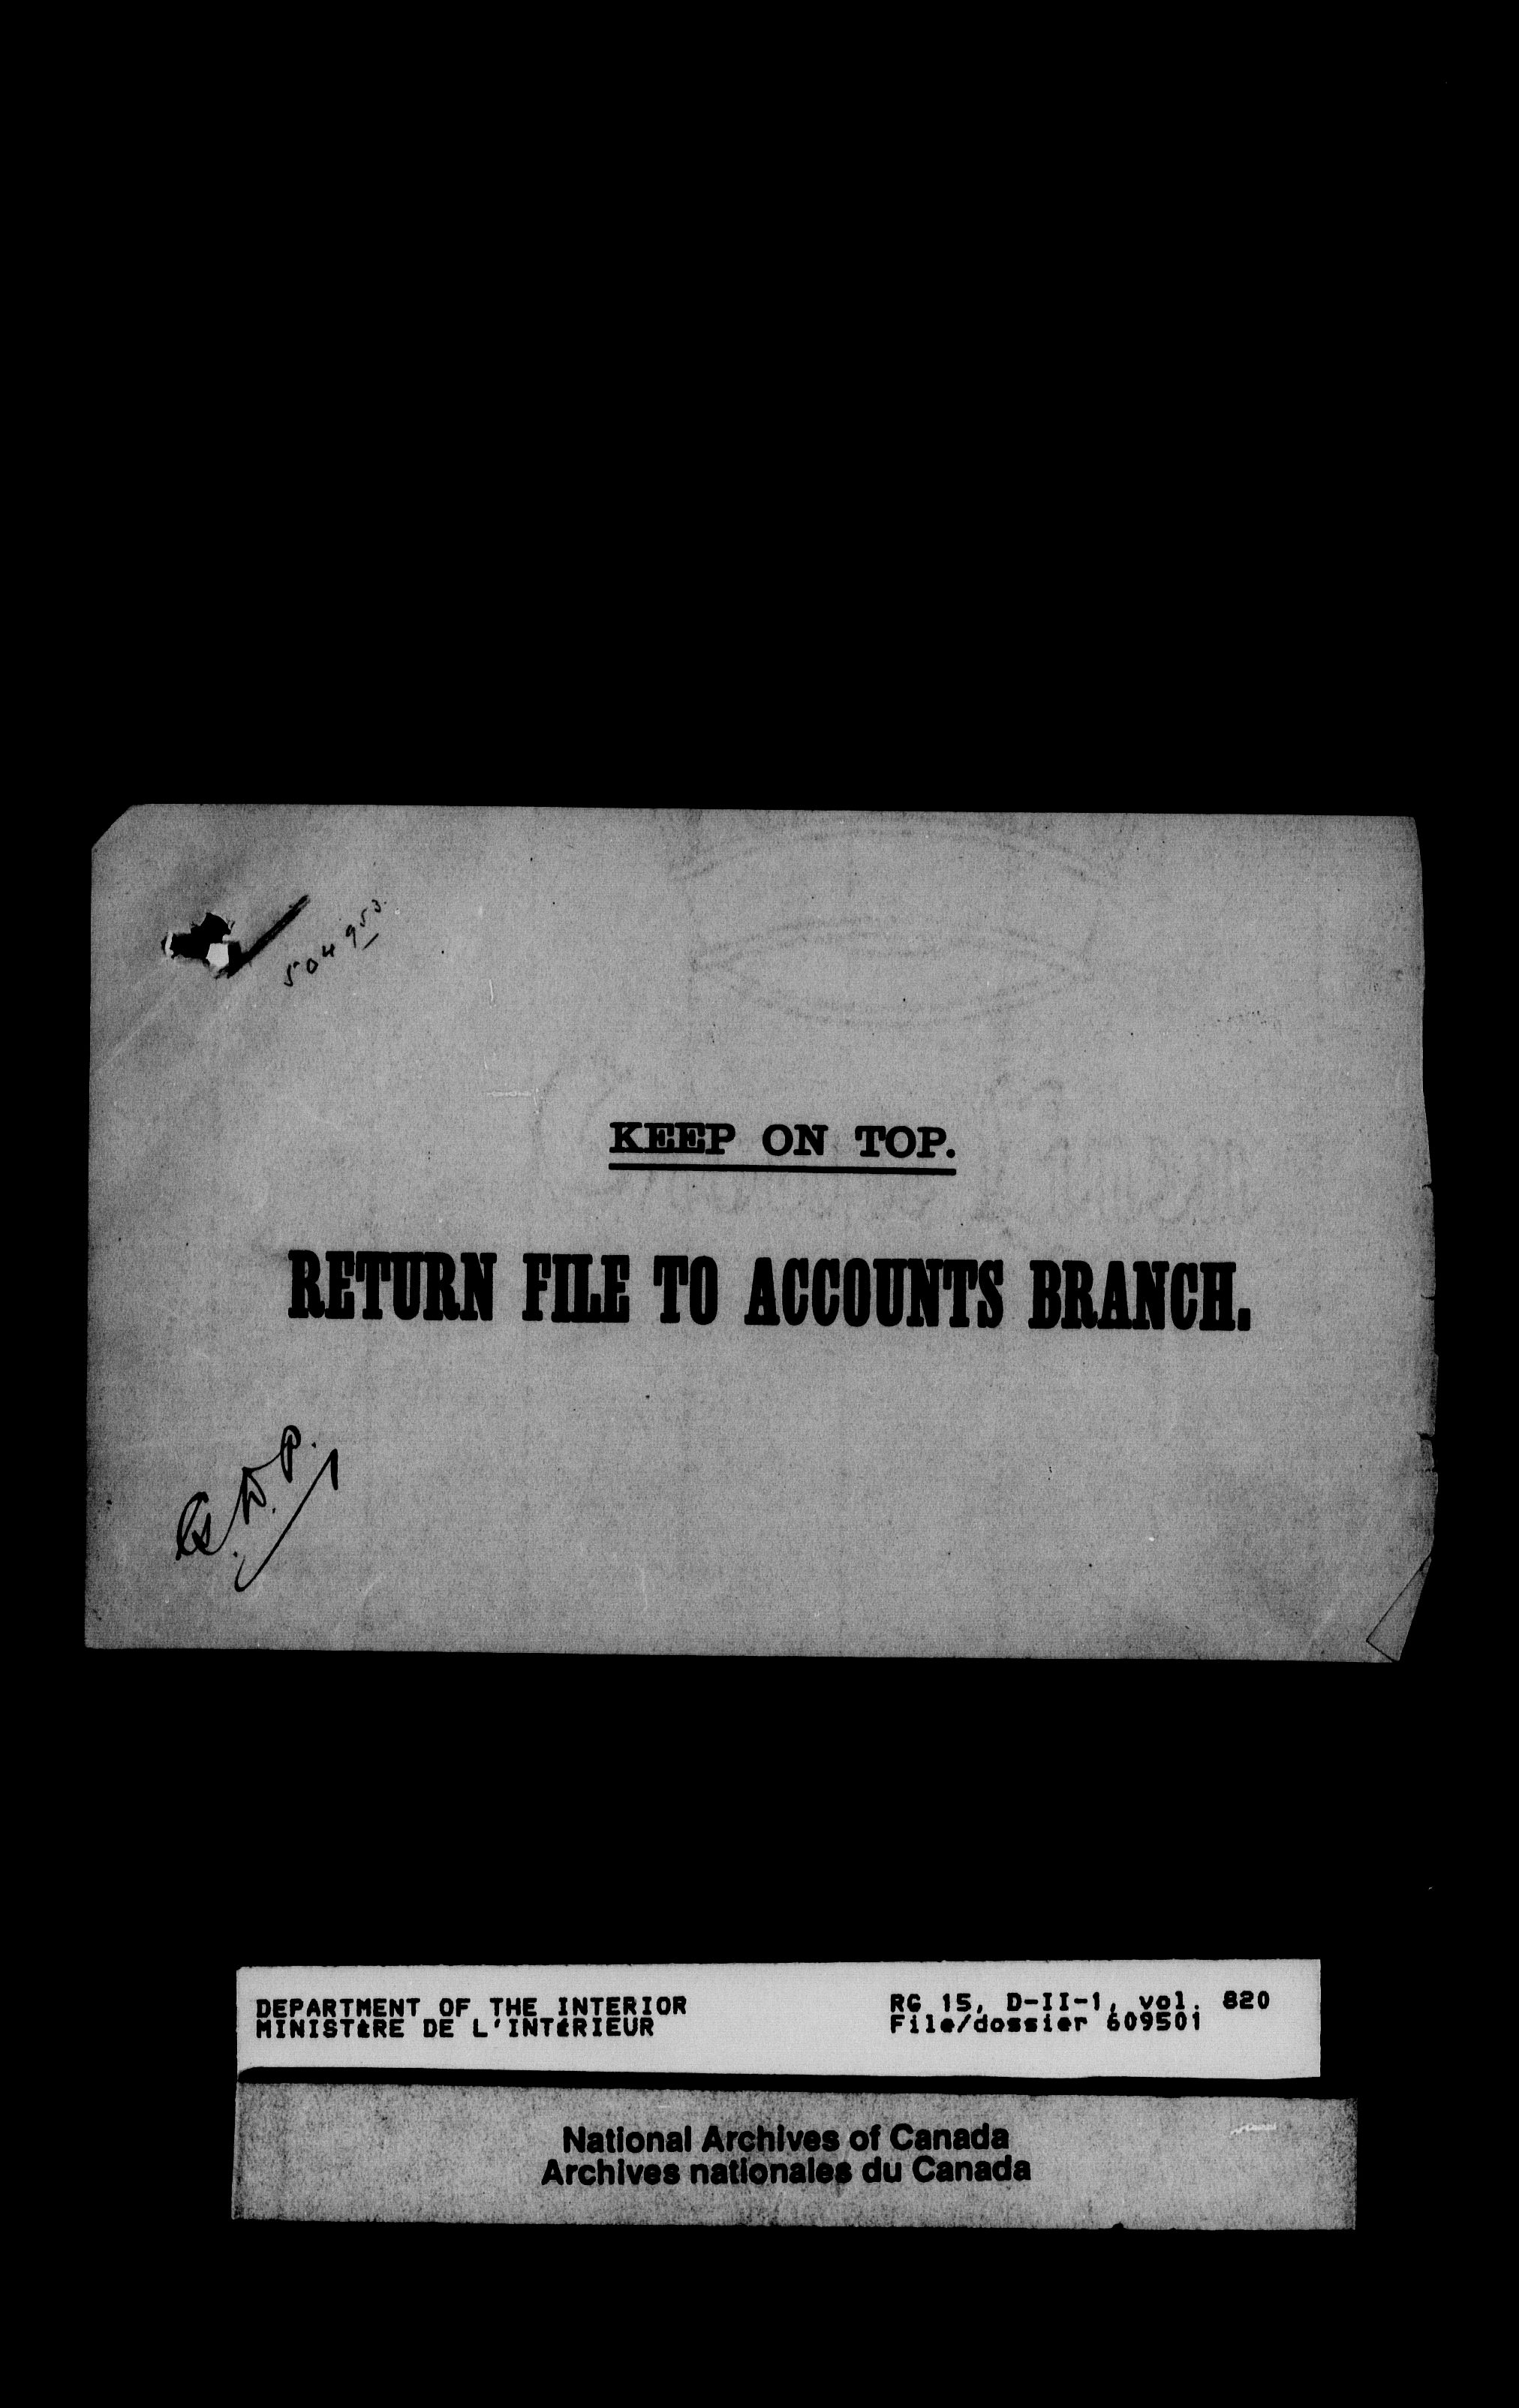 504953.
KEEP ON TOP.
RETURN FILE TO ACCOUNTS BRANCH.
DEPARTMENT OF THE INTERIOR
MINISTÈRE DE L'INTÉRIEUR
RG 15, D-II-1, vol. 820
File/dossier 609501
National Archives of Canada
Archives nationales du Canada